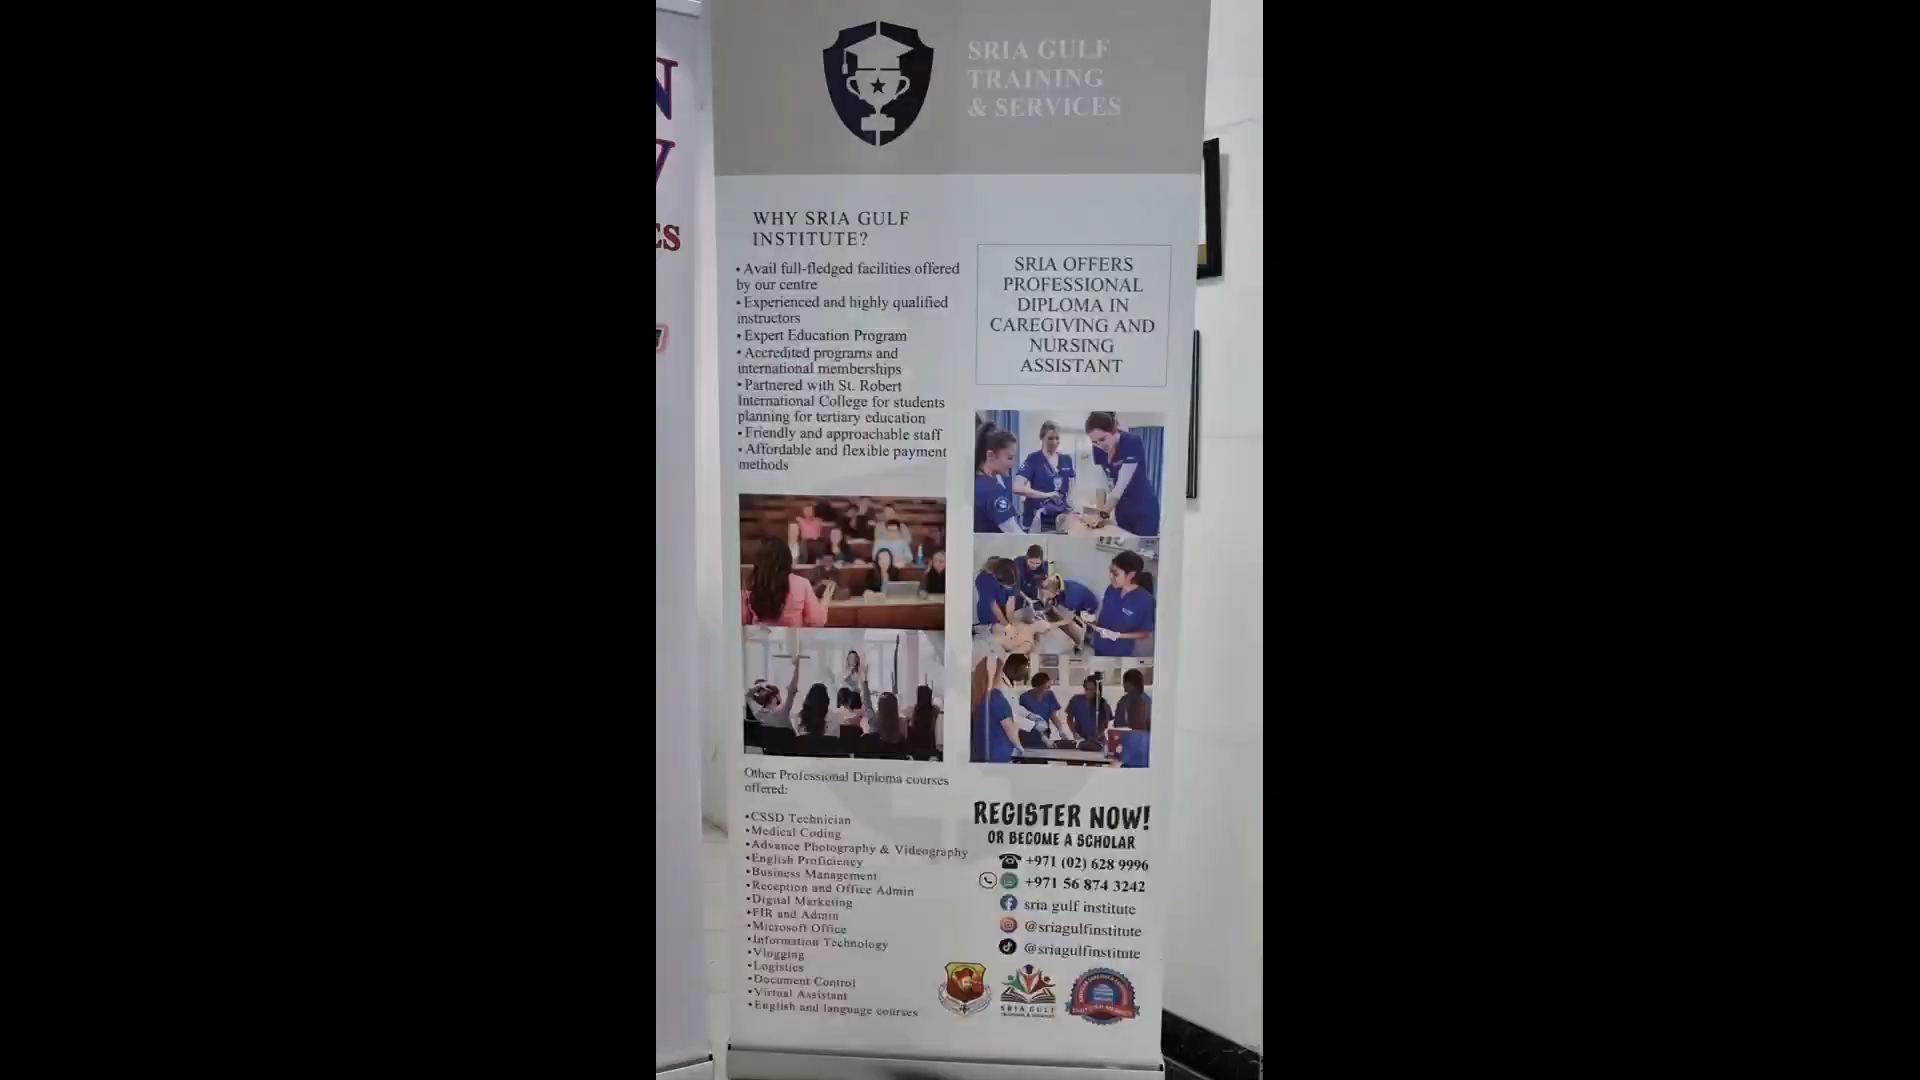 SRIA GULF
TRAINING
& SERVICES
WHY SRIA GULF
INSTITUTE?
• Avail full-fledged facilities offered
by our centre
• Experienced and highly qualified
instructors
• Expert Education Program
• Accredited programs and
international memberships
• Partnered with St. Robert
International College for students
planning for tertiary education
• Friendly and approachable staff
• Affordable and flexible payment
methods
SRIA OFFERS
PROFESSIONAL
DIPLOMA IN
CAREGIVING AND
NURSING
ASSISTANT
Other Professional Diploma courses
offered:
•CSSD Technician
•Medical Coding
•Advance Photography & Videography
•English Proficiency
•Business Management
•Reception and Office Admin
•Digital Marketing
•FIR and Admin
•Microsoft Office
•Information Technology
•Vlogging
•Logistics
•Document Control
•Virtual Assistant
•English and language courses
REGISTER NOW!
OR BECOME A SCHOLAR
+971 (02) 628 9996
+971 56 874 3242
sria gulf institute
@sriagulfinstitute
@sriagulfinstitute
SRIA GULF
TRAINING & SERVICES